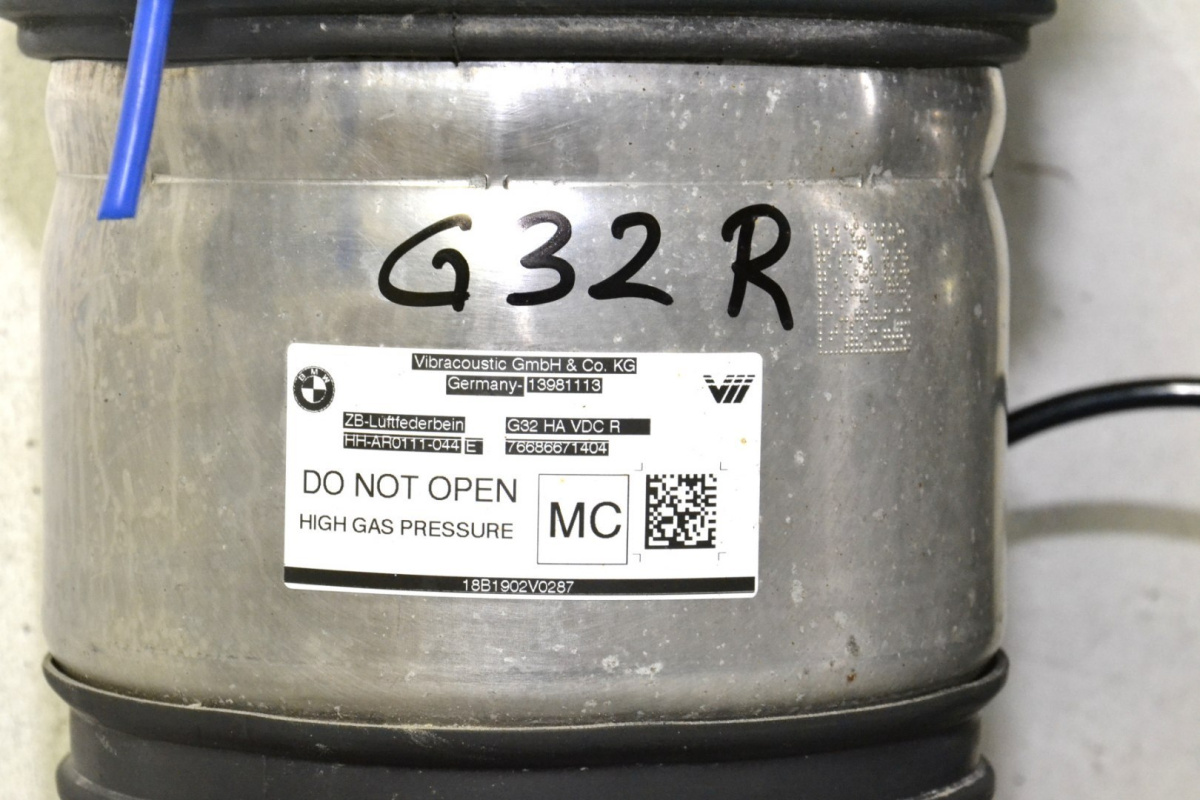 G32 R
BMW
Vibracoustic GmbH & Co. KG
Germany- 13981113
ZB-Luftfederbein G32 HA VDC R
HH-AR0111-044 E 76686671404
DO NOT OPEN
HIGH GAS PRESSURE
MC
18B1902V0287